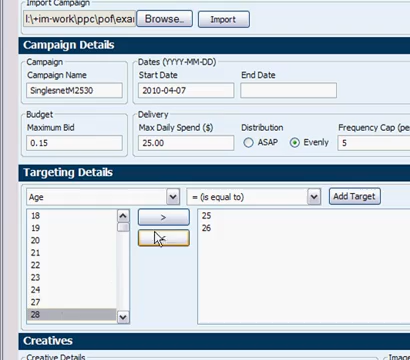 Import Campaign
I:\+im-work\ppc\pof\exa
Browse..
Import
Campaign Details
Campaign
Campaign Name
SinglesnetM2530
Dates (YYYY-MM-DD)
Start Date
End Date
2010-04-07
Budget
Maximum Bid
0.15
Delivery
Max Daily Spend ($)
Distribution
Frequency Cap (pe
25.00
ASAP
Evenly
5
Targeting Details
Age
= (is equal to)
Add Target
18
19
20
21
22
23
24
27
28
>
25
26
Creatives
Creative Details
Image